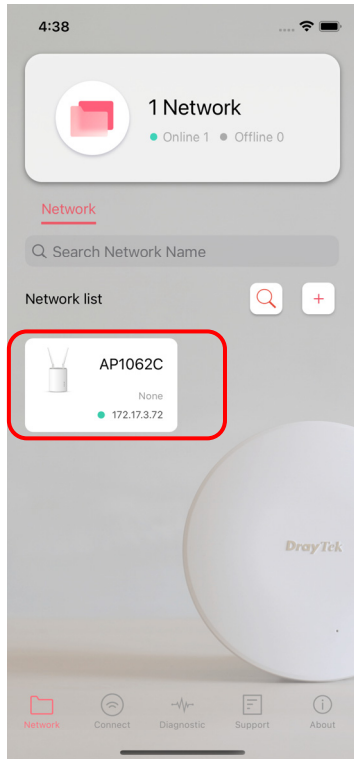 4:38
1 Network
Online 1 Offline 0
Network
Search Network Name
Network list
+
AP1062C
None
172.17.3.72
DrayTek
Network Connect Diagnostic Support About